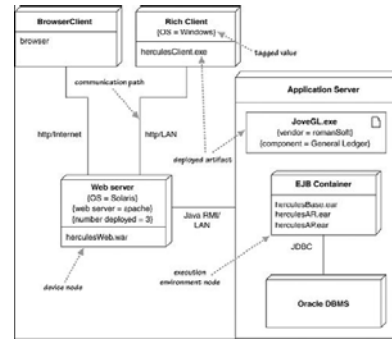 BrowserClient
browser
Rich Client
{OS = Windows}
herculesClient.exe
tagged value
communication path
Application Server
JoveGL.exe
{vendor = romanSoft}
{component = General Ledger}
http/Internet
http/LAN
deployed artifact
Web server
{OS = Solaris}
{web server = apache}
{number deployed = 3}
herculesWeb.war
Java RMI/
LAN
EJB Container
herculesBase.ear
herculesAR.ear
herculesAP.ear
JDBC
device node
execution
environment node
Oracle DBMS